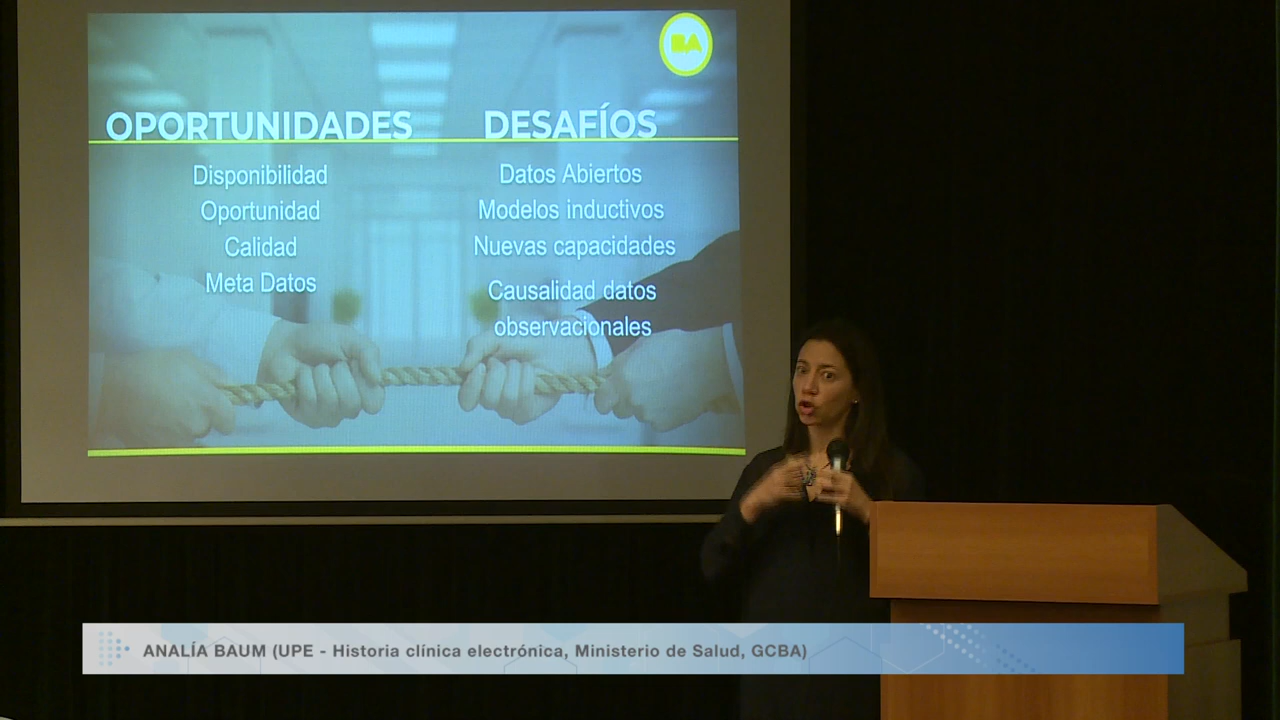 BA
OPORTUNIDADES
DESAFÍOS
Disponibilidad
Oportunidad
Calidad
Meta Datos
Datos Abiertos
Modelos inductivos
Nuevas capacidades
Causalidad datos
observacionales
ANALÍA BAUM (UPE - Historia clínica electrónica, Ministerio de Salud, GCBA)